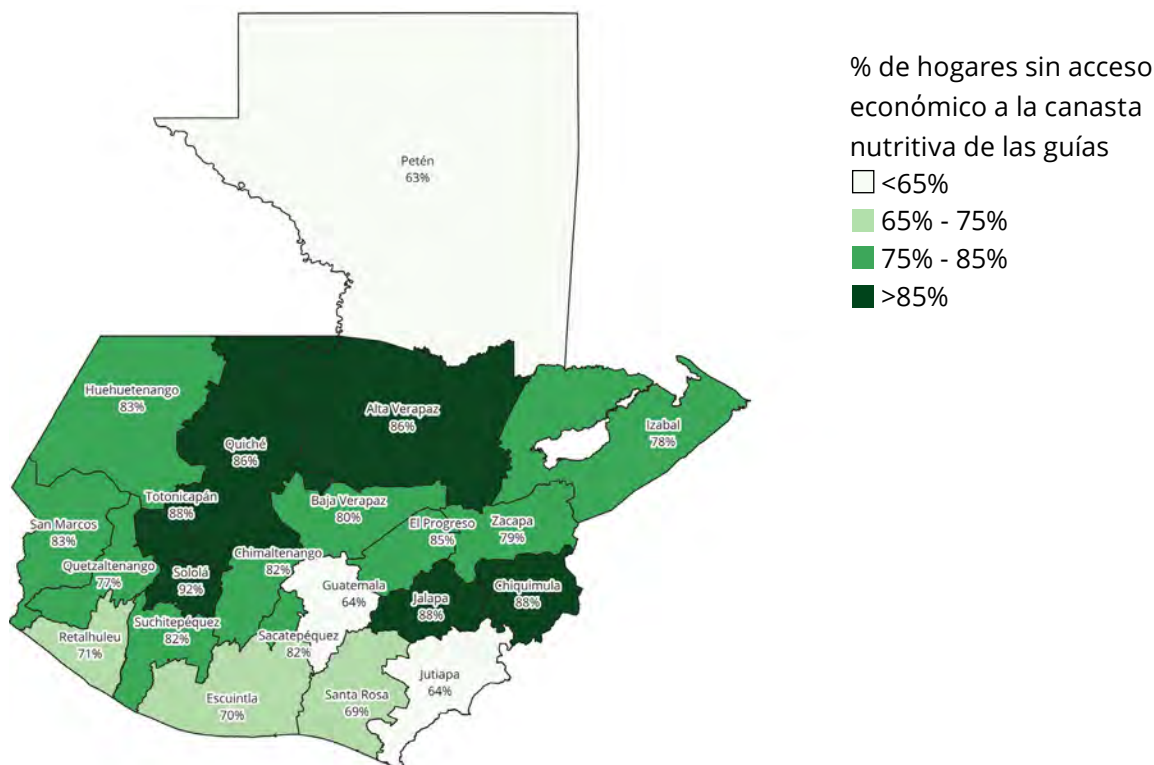 % de hogares sin acceso
económico a la canasta
nutritiva de las guías
<65%
65% - 75%
75% - 85%
>85%
Petén
63%
Huehuetenango
83%
Alta Verapaz
86%
Izabal
78%
Quiché
86%
Totonicapán
88%
Baja Verapaz
80%
San Marcos
83%
El Progreso
85%
Zacapa
79%
Quetzaltenango
77%
Sololá
92%
Chimaltenango
82%
Guatemala
64%
Jalapa
88%
Chiquimula
88%
Retalhuleu
71%
Suchitepéquez
82%
Sacatepéquez
82%
Jutiapa
64%
Escuintla
70%
Santa Rosa
69%